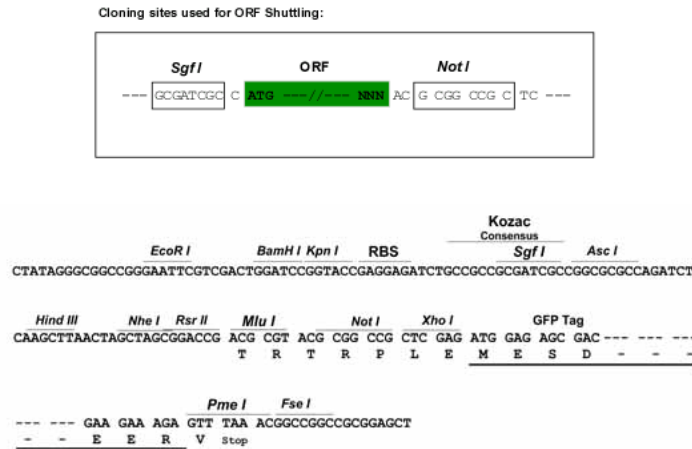 Cloning sites used for ORF Shuttling:
Sgf I ORF Not I
--- GCGATCGC C ATG ---//--- NNN AC G CGG CCG C TC ---
Kozac
Consensus
EcoR I BamH I Kpn I RBS Sgf I Asc I
CTATAGGGCGGCCGGGAATTCGTCGACTGGATCCGGTACCGAGGAGATCTGCCGCCGCGATCGCCGGCGCGCCAGATCT
Hind III Nhe I Rsr II Mlu I Not I Xho I GFP Tag
CAAGCTTAACTAGCTAGCGGACCG ACG CGT ACG CGG CCG CTC GAG ATG GAG AGC GAC --- --- ---
T R T R P L E M E S D - - -
Pme I Fse I
--- --- GAA GAA AGA GTT TAA ACGGCCGGCCGCGGAGCT
- - E E R V Stop